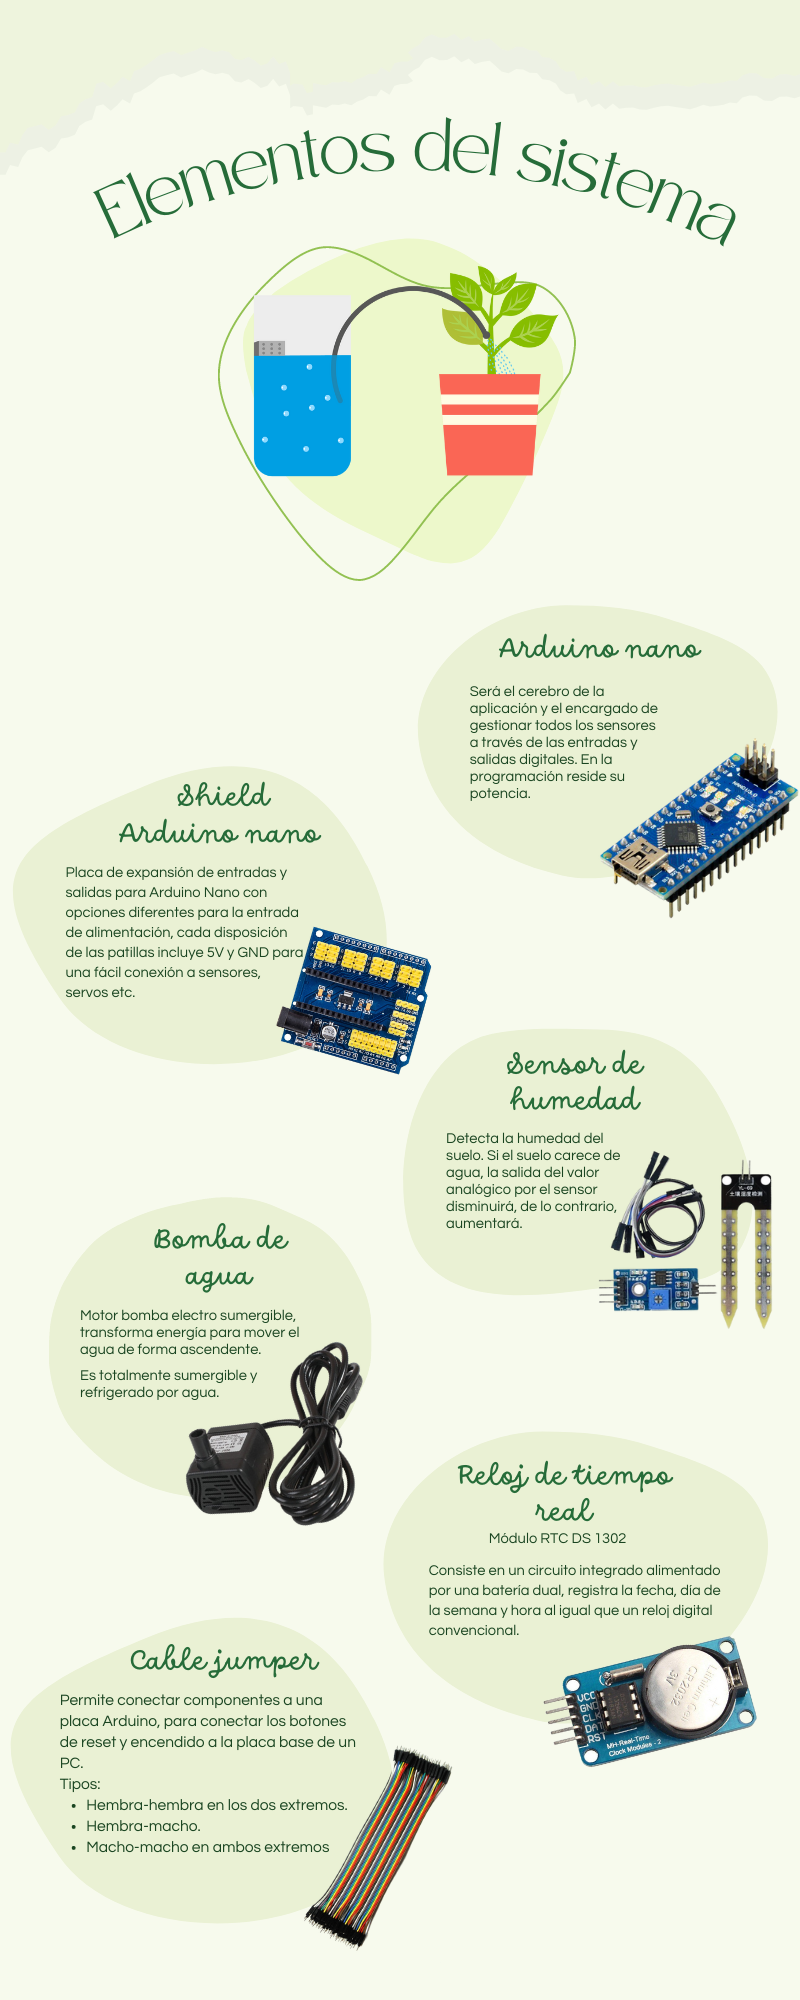 Elementos del sistema
Arduino nano
Será el cerebro de la
aplicación y el encargado de
gestionar todos los sensores
a través de las entradas y
salidas digitales. En la
programación reside su
potencia.
Shield
Arduino nano
Placa de expansión de entradas y
salidas para Arduino Nano con
opciones diferentes para la entrada
de alimentación, cada disposición
de las patillas incluye 5V y GND para
una fácil conexión a sensores,
servos etc.
Sensor de
humedad
Detecta la humedad del
suelo. Si el suelo carece de
agua, la salida del valor
analógico por el sensor
disminuirá, de lo contrario,
aumentará.
YL-69
土壤温度检测
Bomba de
agua
Motor bomba electro sumergible,
transforma energía para mover el
agua de forma ascendente.
Es totalmente sumergible y
refrigerado por agua.
Reloj de tiempo
real
Módulo RTC DS 1302
Consiste en un circuito integrado alimentado
por una batería dual, registra la fecha, día de
la semana y hora al igual que un reloj digital
convencional.
VCC
GND
CLK
DAT
RST
CR2032
3V
MH-Real-Time
Clock Modules - 2
Cable jumper
Permite conectar componentes a una
placa Arduino, para conectar los botones
de reset y encendido a la placa base de un
PC.
Tipos:
• Hembra-hembra en los dos extremos.
• Hembra-macho.
• Macho-macho en ambos extremos